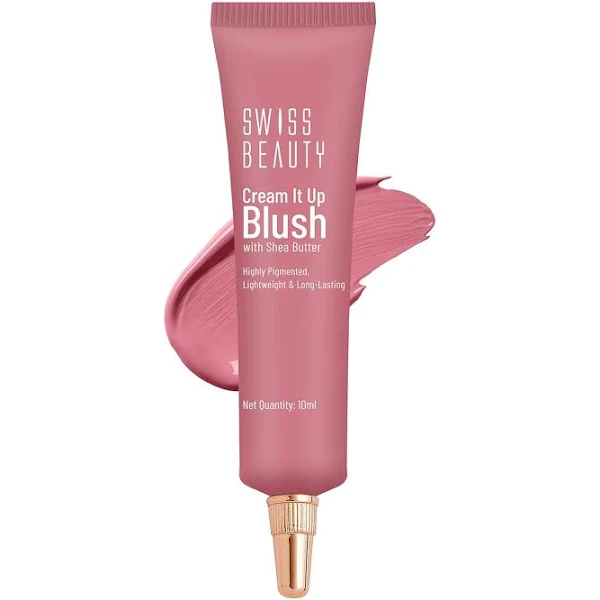 SWISS
BEAUTY
Cream It Up
Blush
with Shea Butter
Highly Pigmented,
Lightweight & Long-Lasting
Net Quantity: 10ml